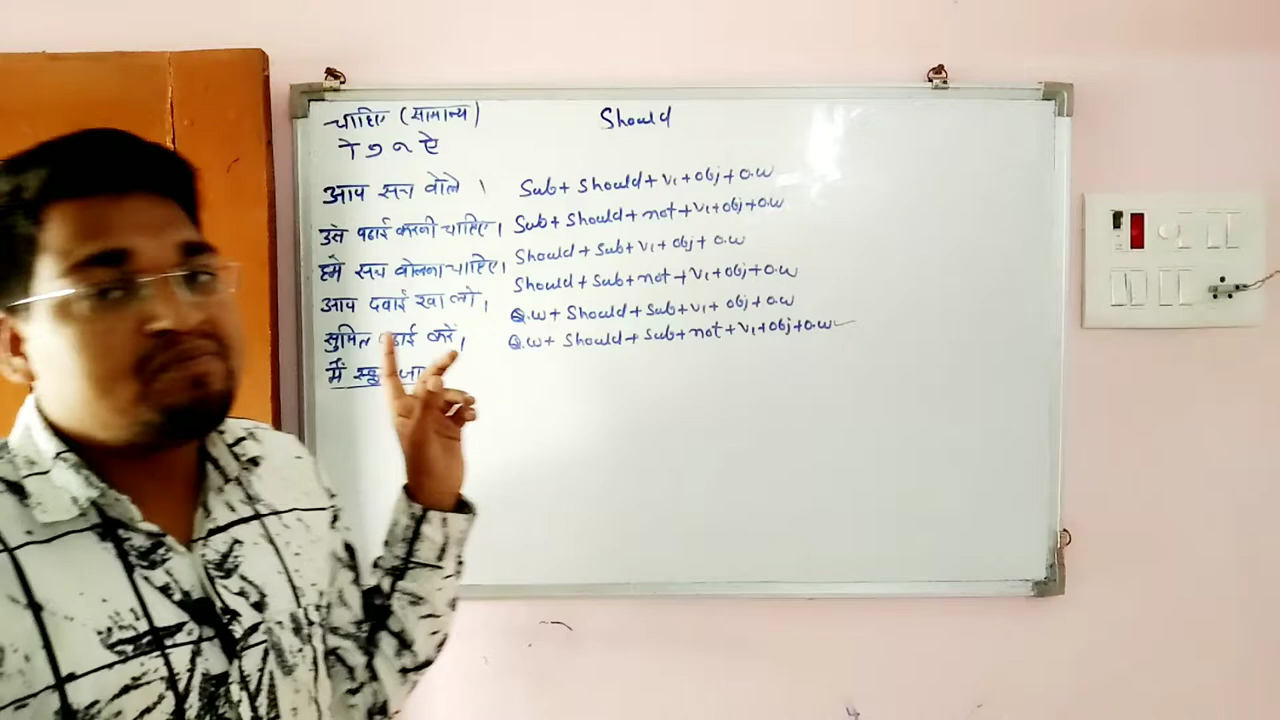 चाहिए (सामान्य) Should
आप सच बोले । Sub+ Should+v₁+obj+o.w
उसे पढाई करनी चाहिए। Sub+ Should+ not+v₁+obj+o.w
हमे सच बोलना चाहिए। Should+ Sub+v₁+ obj+ o.w
आप दवाई खा लो। Should+ Sub+not+v₁+obj+o.w
सुमित करें। Q.w+ Should+ Sub+v₁+ obj+o.w
मैं Q.w+ Should+ Sub+not+v₁+obj+o.w